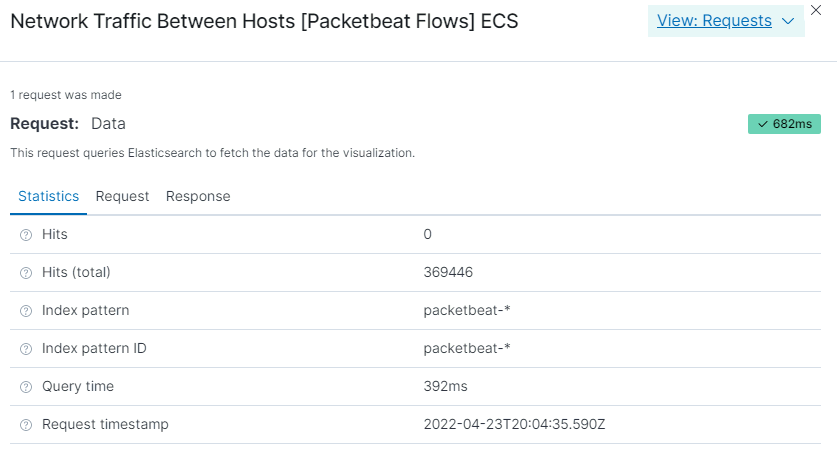 Network Traffic Between Hosts [Packetbeat Flows] ECS
View: Requests
1 request was made
Request: Data
682ms
This request queries Elasticsearch to fetch the data for the visualization.
Statistics Request Response
Hits 0
Hits (total) 369446
Index pattern packetbeat-*
Index pattern ID packetbeat-*
Query time 392ms
Request timestamp 2022-04-23T20:04:35.590Z